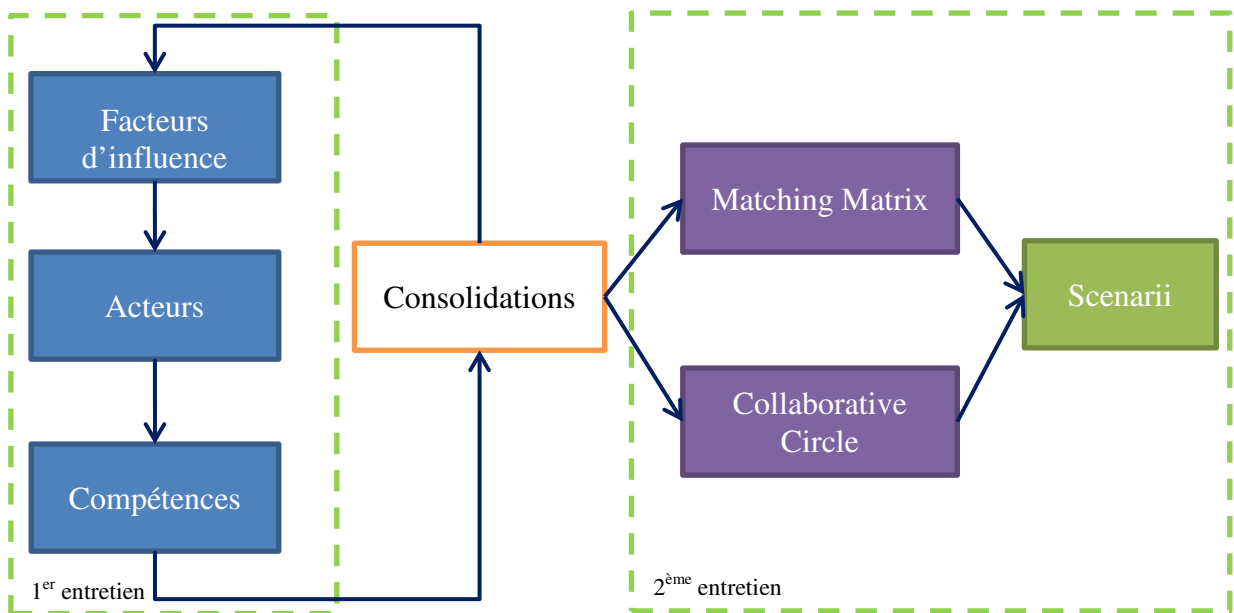 Facteurs
d’influence
Acteurs
Compétences
1er entretien
Consolidations
Matching Matrix
Collaborative
Circle
Scenarii
2ème entretien